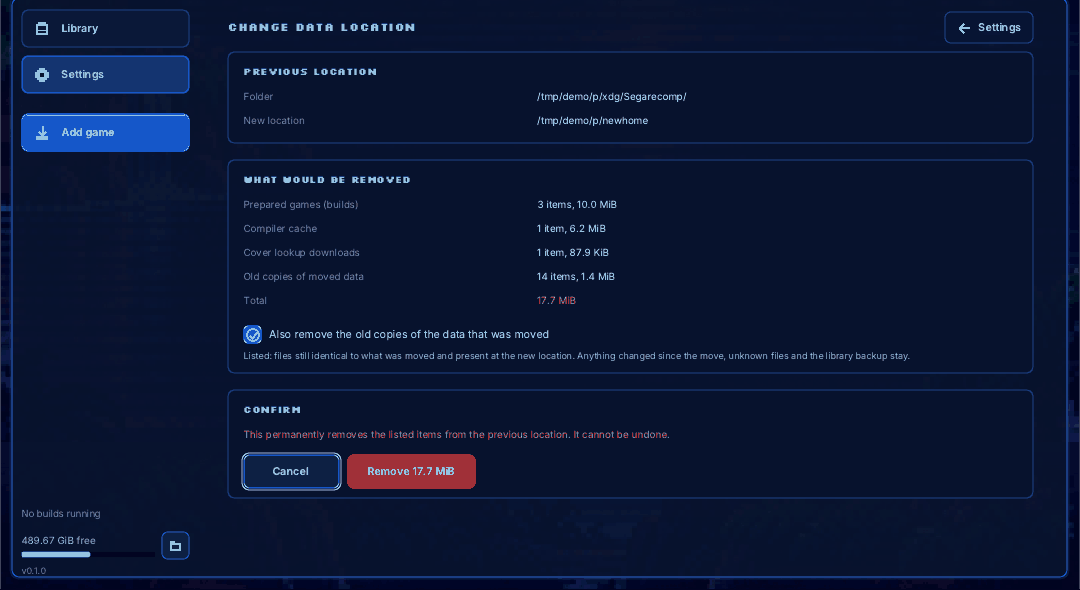 Library
Settings
Add game
CHANGE DATA LOCATION
Settings
PREVIOUS LOCATION
Folder /tmp/demo/p/xdg/Segarecomp/
New location /tmp/demo/p/newhome
WHAT WOULD BE REMOVED
Prepared games (builds) 3 items, 10.0 MiB
Compiler cache 1 item, 6.2 MiB
Cover lookup downloads 1 item, 87.9 KiB
Old copies of moved data 14 items, 1.4 MiB
Total 17.7 MiB
Also remove the old copies of the data that was moved
Listed: files still identical to what was moved and present at the new location. Anything changed since the move, unknown files and the library backup stay.
CONFIRM
This permanently removes the listed items from the previous location. It cannot be undone.
Cancel Remove 17.7 MiB
No builds running
489.67 GiB free
v0.1.0